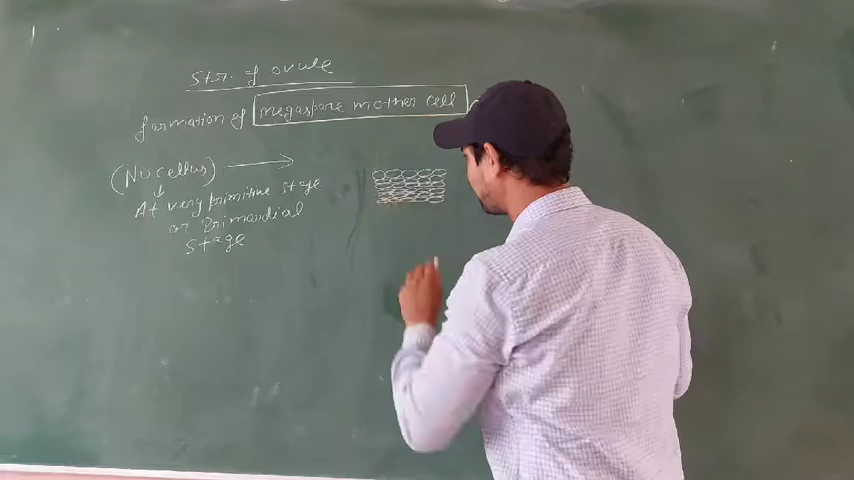 Str. of ovule
formation of megaspore mother cell
(Nucellus) →
↓
At very primitive stage
or Primordial
stage